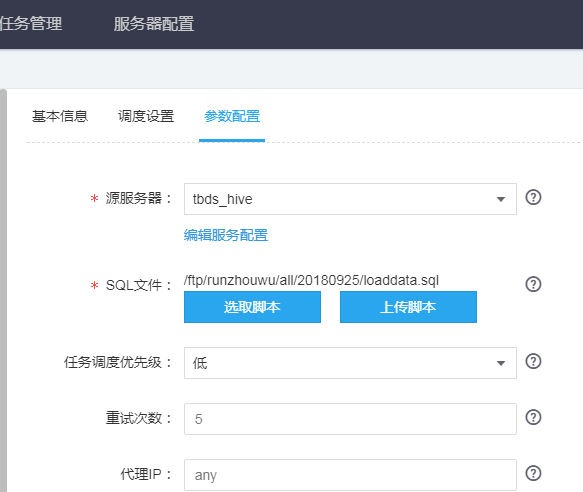 任务管理 服务器配置
基本信息 调度设置 参数配置
* 源服务器： tbds_hive ?
编辑服务配置
* SQL文件： /ftp/runzhouwu/all/20180925/loaddata.sql ?
选取脚本 上传脚本
任务调度优先级： 低 ?
重试次数： 5 ?
代理IP： any ?